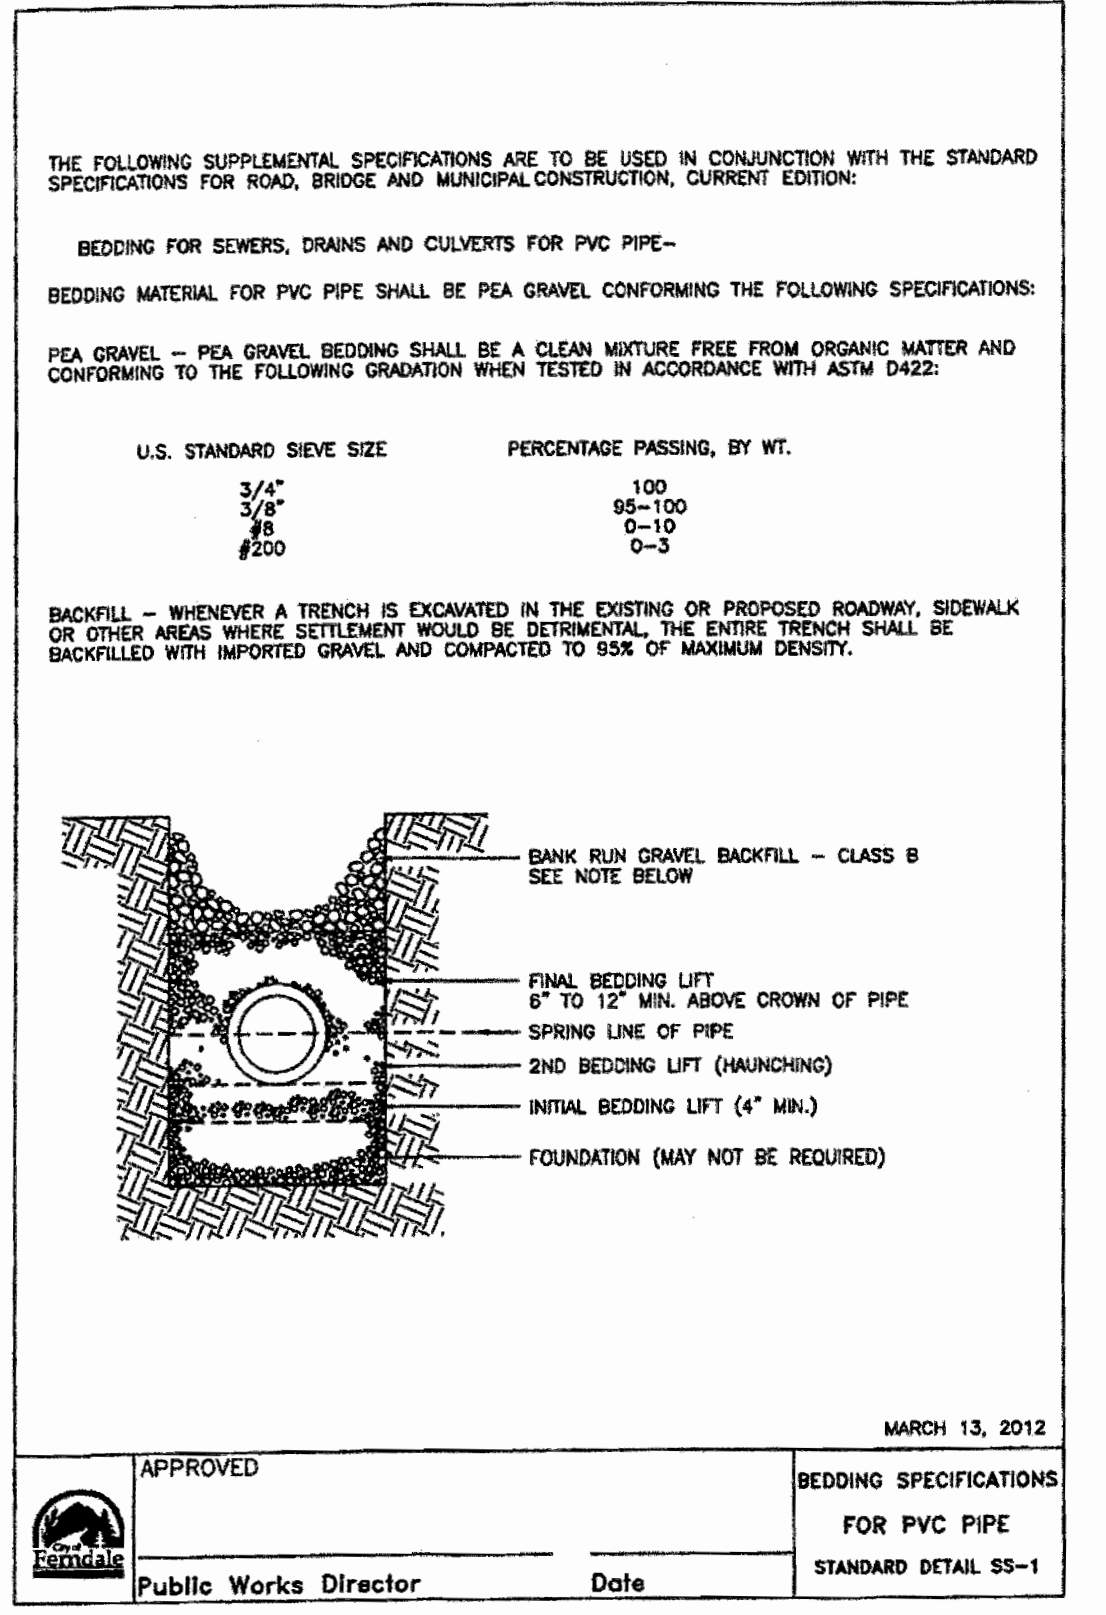 THE FOLLOWING SUPPLEMENTAL SPECIFICATIONS ARE TO BE USED IN CONJUNCTION WITH THE STANDARD
SPECIFICATIONS FOR ROAD, BRIDGE AND MUNICIPAL CONSTRUCTION, CURRENT EDITION:
BEDDING FOR SEWERS, DRAINS AND CULVERTS FOR PVC PIPE–
BEDDING MATERIAL FOR PVC PIPE SHALL BE PEA GRAVEL CONFORMING THE FOLLOWING SPECIFICATIONS:
PEA GRAVEL – PEA GRAVEL BEDDING SHALL BE A CLEAN MIXTURE FREE FROM ORGANIC MATTER AND
CONFORMING TO THE FOLLOWING GRADATION WHEN TESTED IN ACCORDANCE WITH ASTM D422:
U.S. STANDARD SIEVE SIZE PERCENTAGE PASSING, BY WT.
3/4" 100
3/8" 95–100
#8 0–10
#200 0–3
BACKFILL – WHENEVER A TRENCH IS EXCAVATED IN THE EXISTING OR PROPOSED ROADWAY, SIDEWALK
OR OTHER AREAS WHERE SETTLEMENT WOULD BE DETRIMENTAL, THE ENTIRE TRENCH SHALL BE
BACKFILLED WITH IMPORTED GRAVEL AND COMPACTED TO 95% OF MAXIMUM DENSITY.
BANK RUN GRAVEL BACKFILL – CLASS B
SEE NOTE BELOW
FINAL BEDDING LIFT
6" TO 12" MIN. ABOVE CROWN OF PIPE
SPRING LINE OF PIPE
2ND BEDDING LIFT (HAUNCHING)
INITIAL BEDDING LIFT (4" MIN.)
FOUNDATION (MAY NOT BE REQUIRED)
MARCH 13, 2012
APPROVED
City of
Ferndale
Public Works Director Date
BEDDING SPECIFICATIONS
FOR PVC PIPE
STANDARD DETAIL SS–1